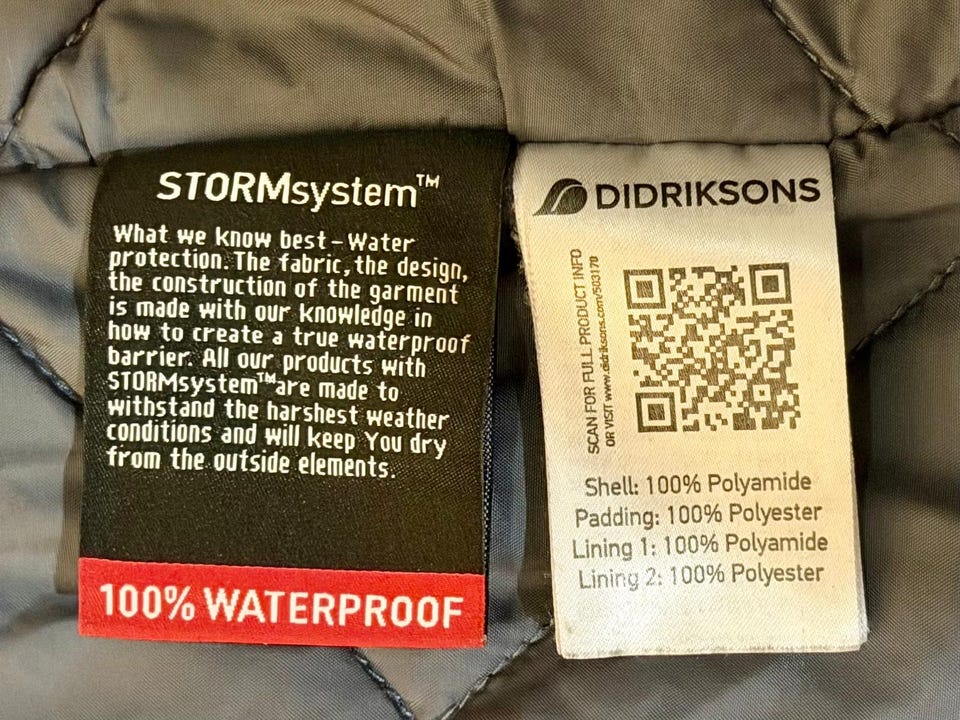 STORMsystem™
What we know best – Water
protection. The fabric, the design,
the construction of the garment
is made with our knowledge in
how to create a true waterproof
barrier. All our products with
STORMsystem™are made to
withstand the harshest weather
conditions and will keep You dry
from the outside elements.
100% WATERPROOF
DIDRIKSONS
SCAN FOR FULL PRODUCT INFO
OR VISIT www.didriksons.com/503170
Shell: 100% Polyamide
Padding: 100% Polyester
Lining 1: 100% Polyamide
Lining 2: 100% Polyester